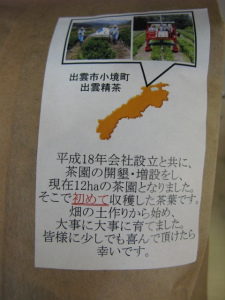 出雲市小境町
出雲精茶
平成18年会社設立と共に、
茶園の開墾・増設をし、
現在12haの茶園となりました。
そこで初めて収穫した茶葉です。
畑の土作りから始め、
大事に大事に育てました。
皆様に少しでも喜んで頂けたら
幸いです。